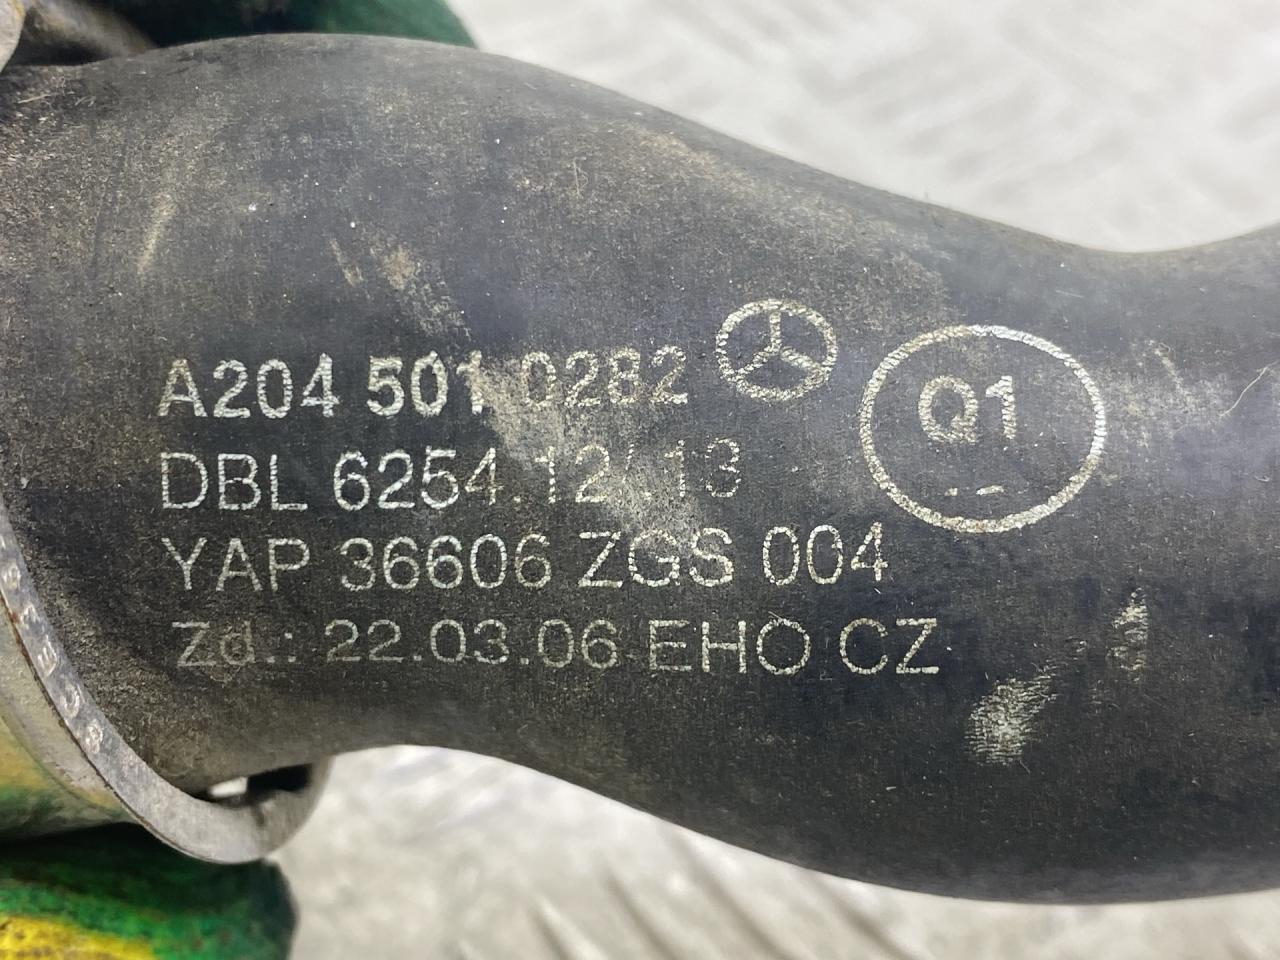 A204 501 0282
Q1
DBL 6254.12/.13
YAP 36606 ZGS 004
Zd.: 22.03.06 EHO CZ